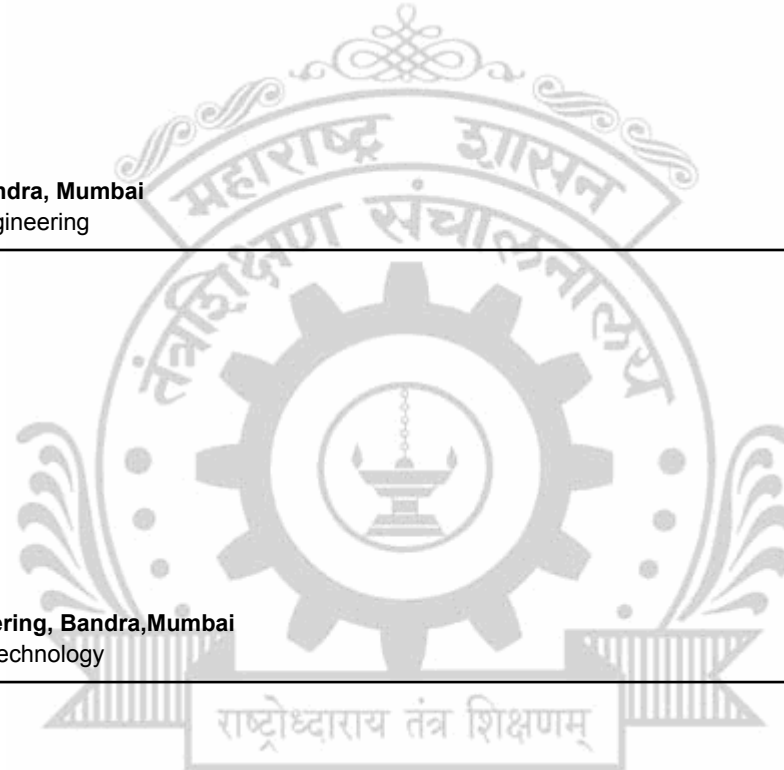 महाराष्ट्र शासन
ndra, Mumbai
gineering
तंत्रशिक्षण संचालनालय
ering, Bandra,Mumbai
echnology
राष्ट्रोध्दाराय तंत्र शिक्षणम्